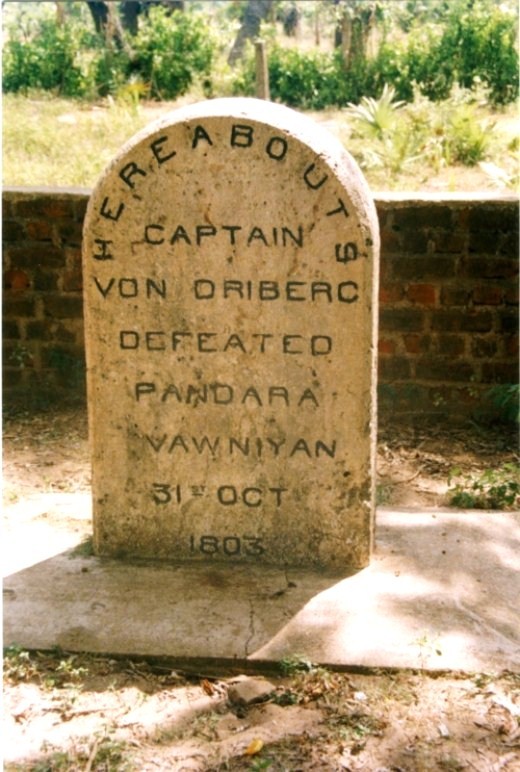 HEREABOUTS
CAPTAIN
VON DRIBERG
DEFEATED
PANDARA
VAWNIYAN
31ST OCT
1803